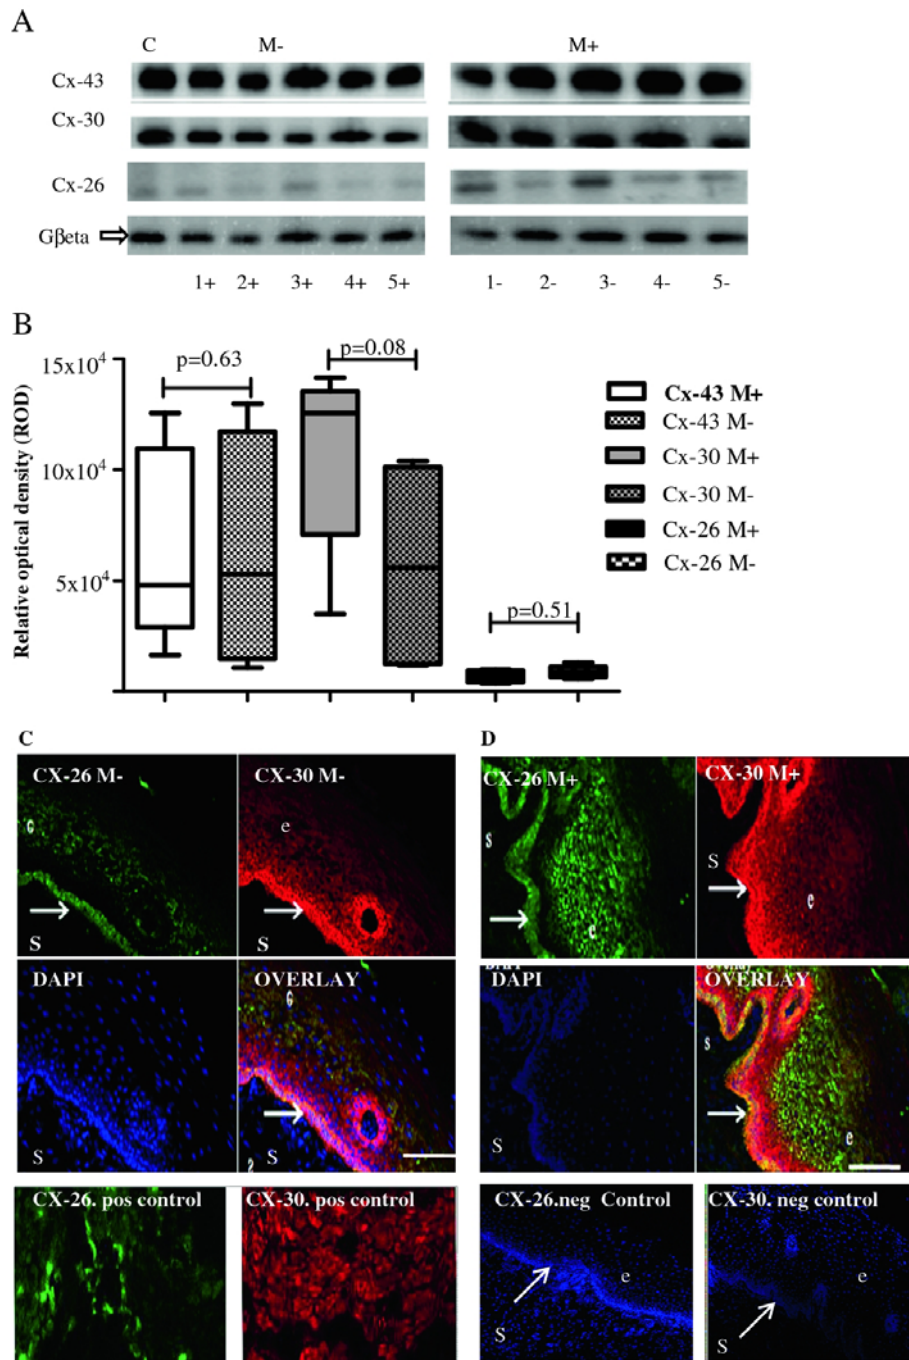 A
C M- M+
Cx-43
Cx-30
Cx-26
Gβeta
1+ 2+ 3+ 4+ 5+ 1- 2- 3- 4- 5-
B
Relative optical density (ROD)
15x10⁴
10x10⁴
5x10⁴
p=0.63
p=0.08
p=0.51
Cx-43 M+
Cx-43 M-
Cx-30 M+
Cx-30 M-
Cx-26 M+
Cx-26 M-
C
CX-26 M- CX-30 M-
e
S S
DAPI OVERLAY
S S
CX-26. pos control CX-30. pos control
D
CX-26 M+ CX-30 M+
s S
e e
DAPI OVERLAY
s
S e
CX-26.neg Control CX-30. neg control
e e
S S